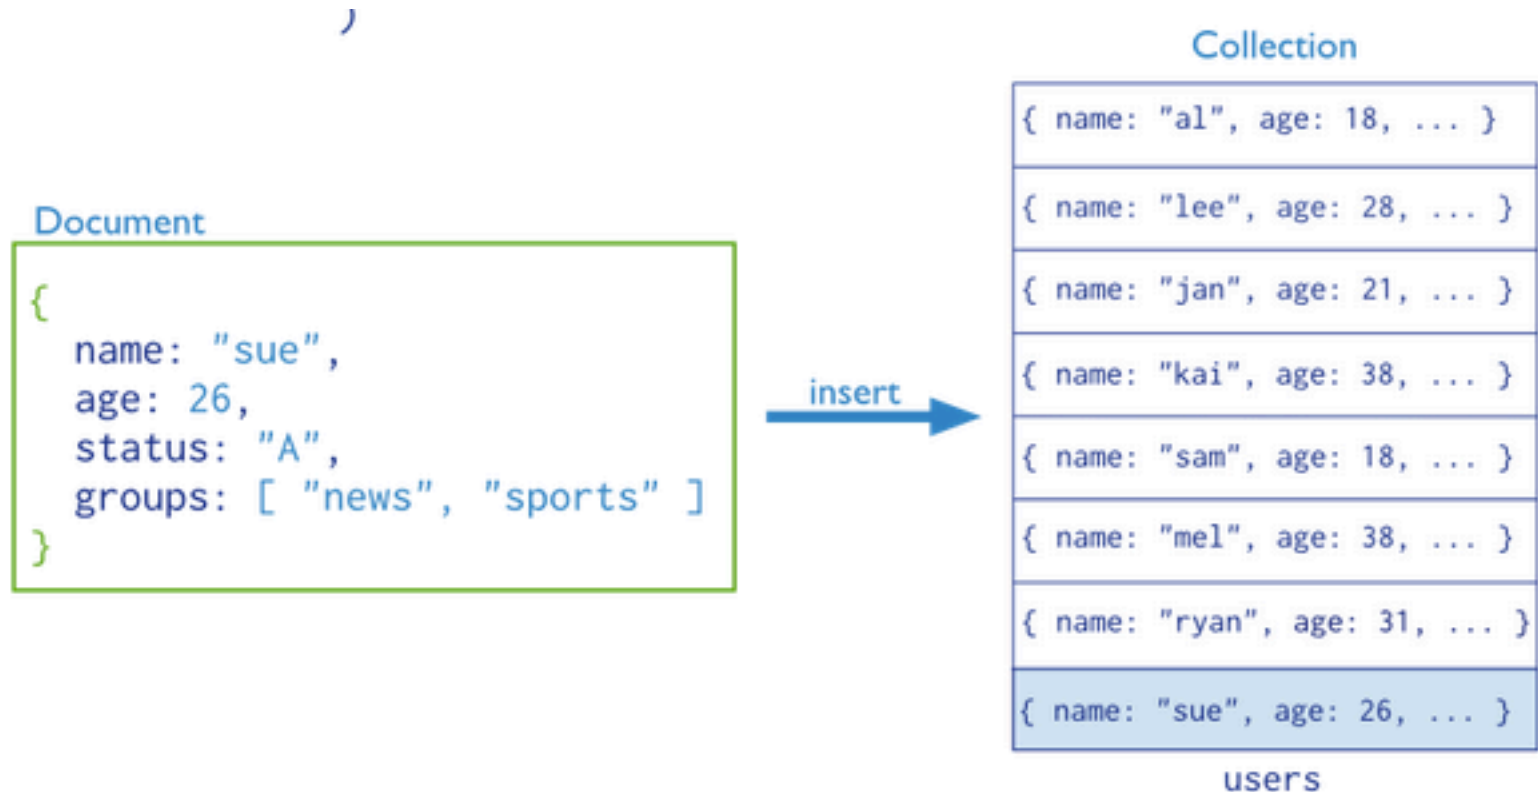 )
Collection
{ name: "al", age: 18, ... }
{ name: "lee", age: 28, ... }
{ name: "jan", age: 21, ... }
{ name: "kai", age: 38, ... }
{ name: "sam", age: 18, ... }
{ name: "mel", age: 38, ... }
{ name: "ryan", age: 31, ... }
{ name: "sue", age: 26, ... }
users
Document
{
name: "sue",
age: 26,
status: "A",
groups: [ "news", "sports" ]
}
insert